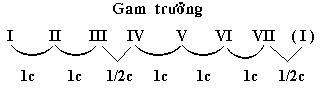 Gam trưởng
I II III IV V VI VII (I)
1c 1c 1/2c 1c 1c 1c 1/2c